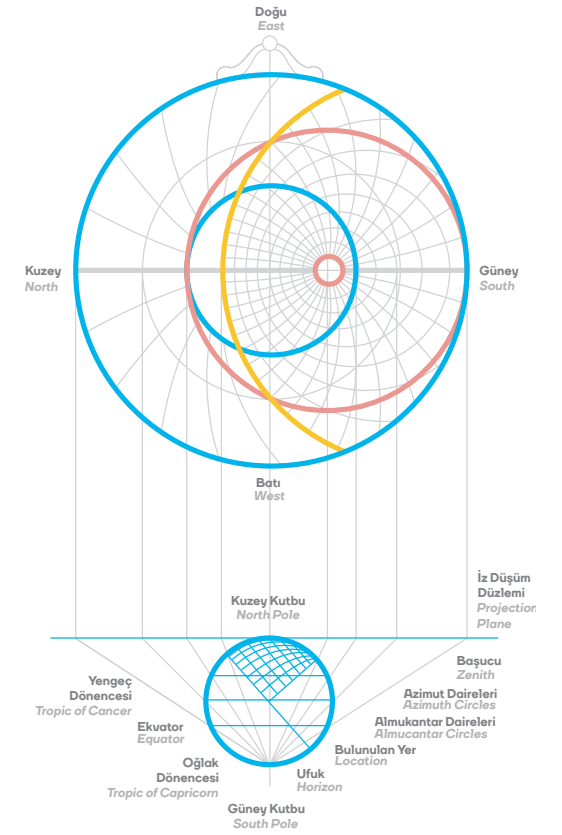 Doğu
East
Kuzey
North
Güney
South
Batı
West
İz Düşüm
Düzlemi
Projection
Plane
Kuzey Kutbu
North Pole
Başucu
Zenith
Yengeç
Dönencesi
Tropic of Cancer
Azimut Daireleri
Azimuth Circles
Almukantar Daireleri
Almucantar Circles
Ekvator
Equator
Bulunulan Yer
Location
Oğlak
Dönencesi
Tropic of Capricorn
Ufuk
Horizon
Güney Kutbu
South Pole